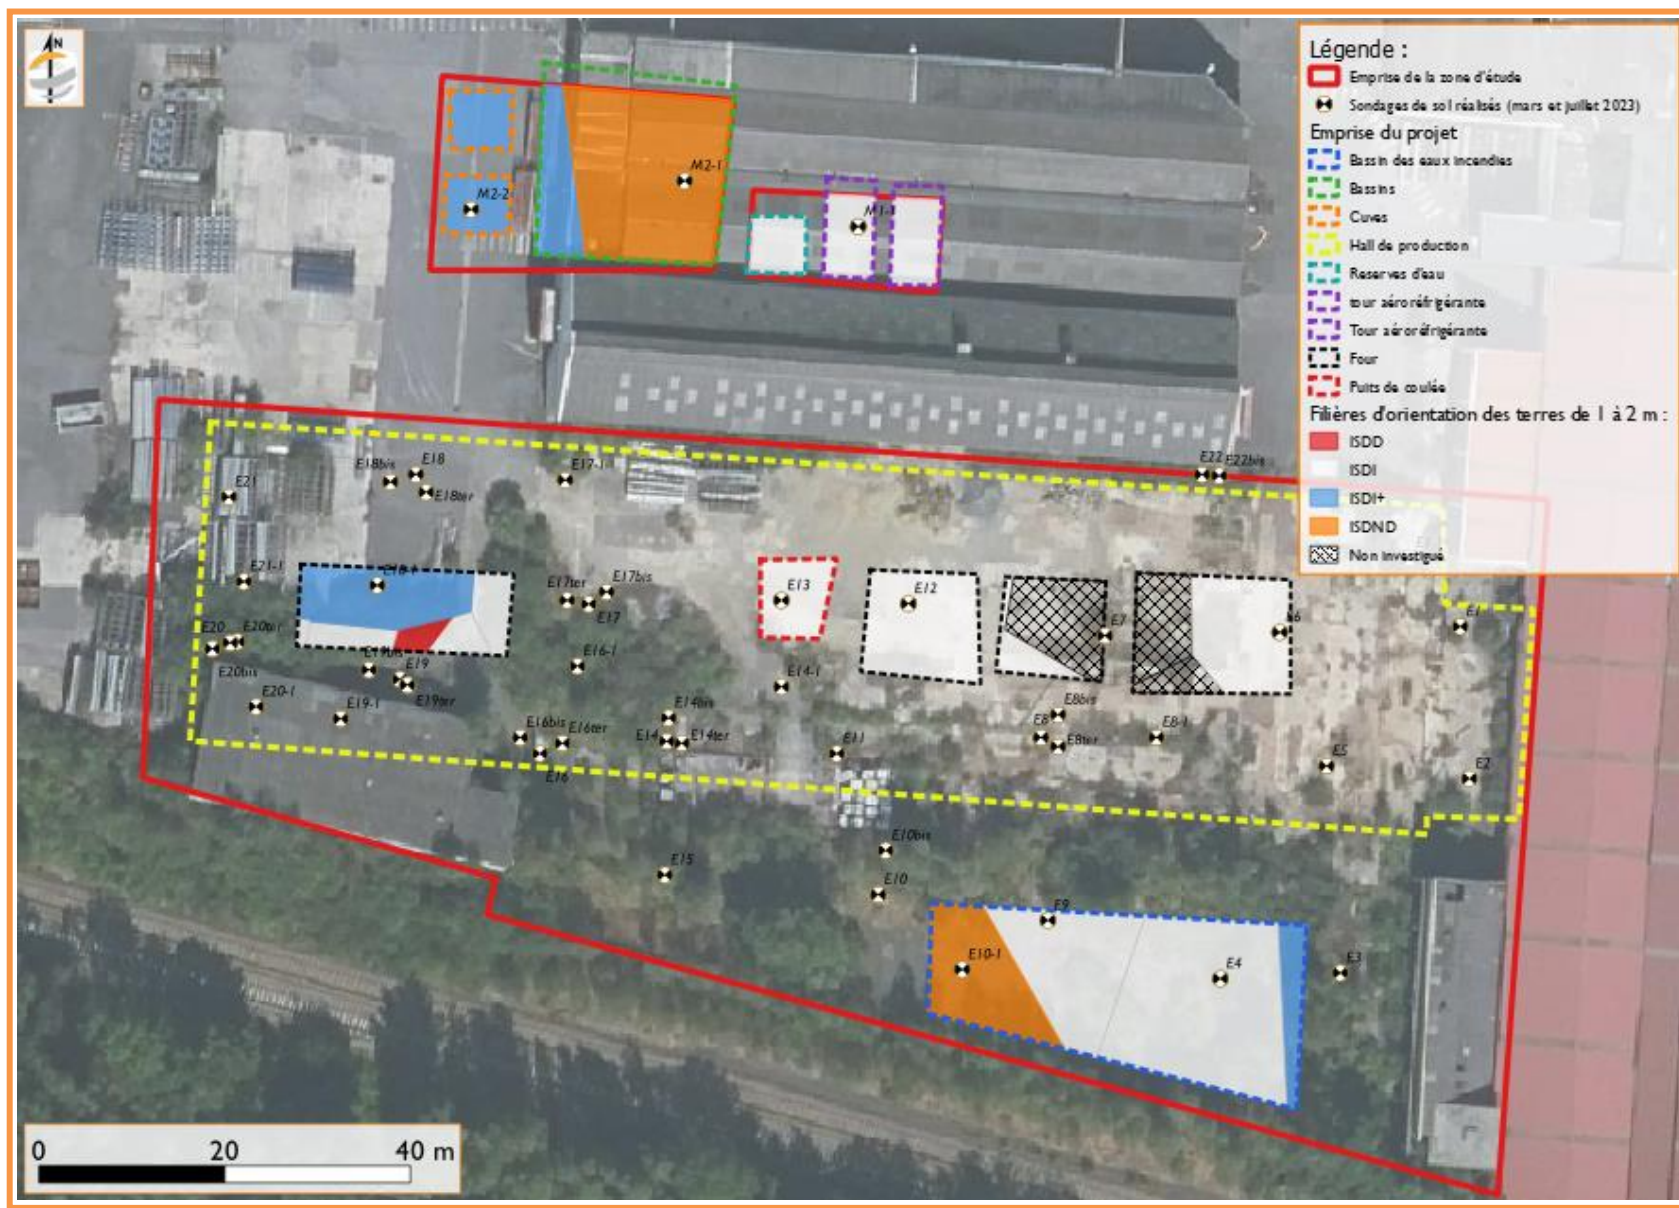 N
Légende :
Emprise de la zone d'étude
Sondages de sol réalisés (mars et juillet 2023)
Emprise du projet
Bassin des eaux incendies
Bassins
Cuves
Hall de production
Reserves d'eau
tour aéroréfrigérante
Tour aéroréfrigérante
Four
Puits de coulée
Filières d'orientation des terres de 1 à 2 m :
ISDD
ISDI
ISDI+
ISDND
Non investigué
M2-1
M2-2
M1-1
E18bis
E18
E18ter
E17-1
E22
E22bis
E21
E21-1
E18-1
E17ter
E17bis
E17
E13
E12
E7
E6
E1
E20
E20ter
E20bis
E19bis
E19
E19ter
E16-1
E14-1
E20-1
E19-1
E16bis
E16ter
E16
E14bis
E14
E14ter
E11
E8bis
E8
E8ter
E8-1
E5
E2
E10bis
E15
E10
E9
E10-1
E4
E3
0
20
40 m